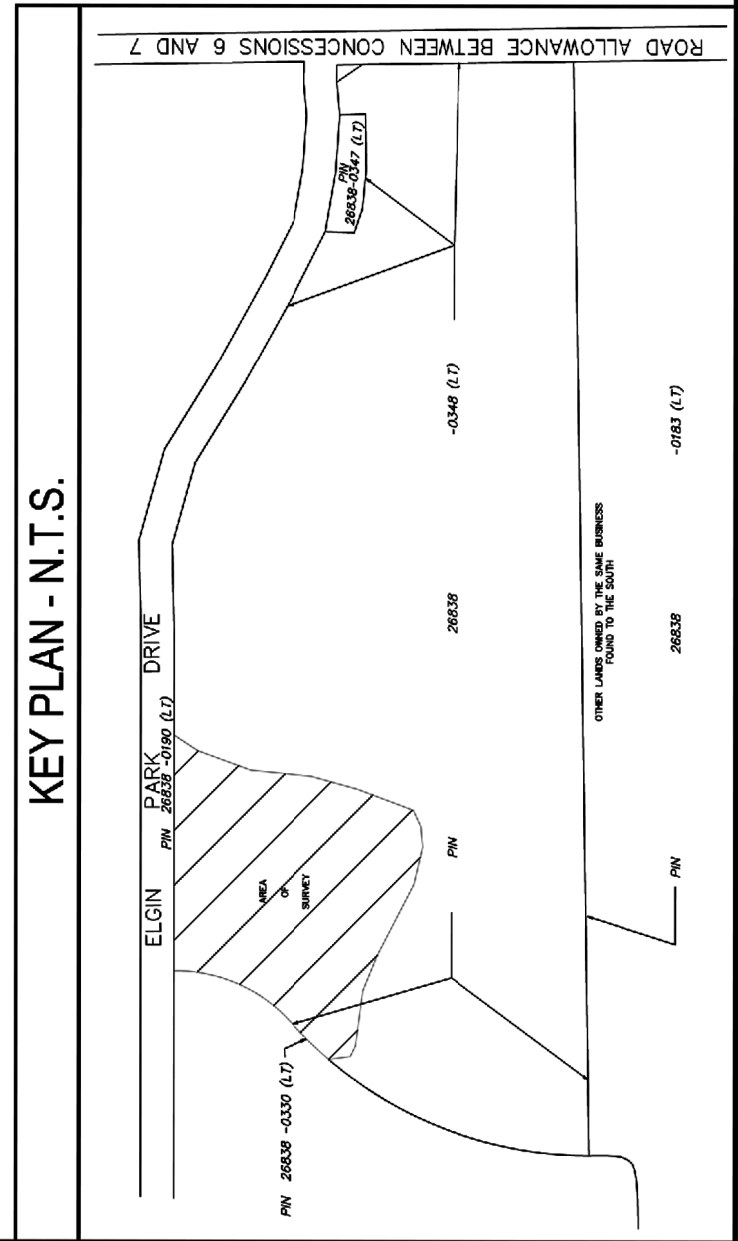 KEY PLAN - N.T.S.
ROAD ALLOWANCE BETWEEN CONCESSIONS 6 AND 7
ELGIN PARK DRIVE
PIN 26838 -0190 (LT)
PIN
26838-0347 (LT)
AREA
OF
SURVEY
PIN 26838 -0330 (LT)
PIN 26838 -0348 (LT)
OTHER LANDS OWNED BY THE SAME BUSINESS
FOUND TO THE SOUTH
PIN 26838 -0183 (LT)